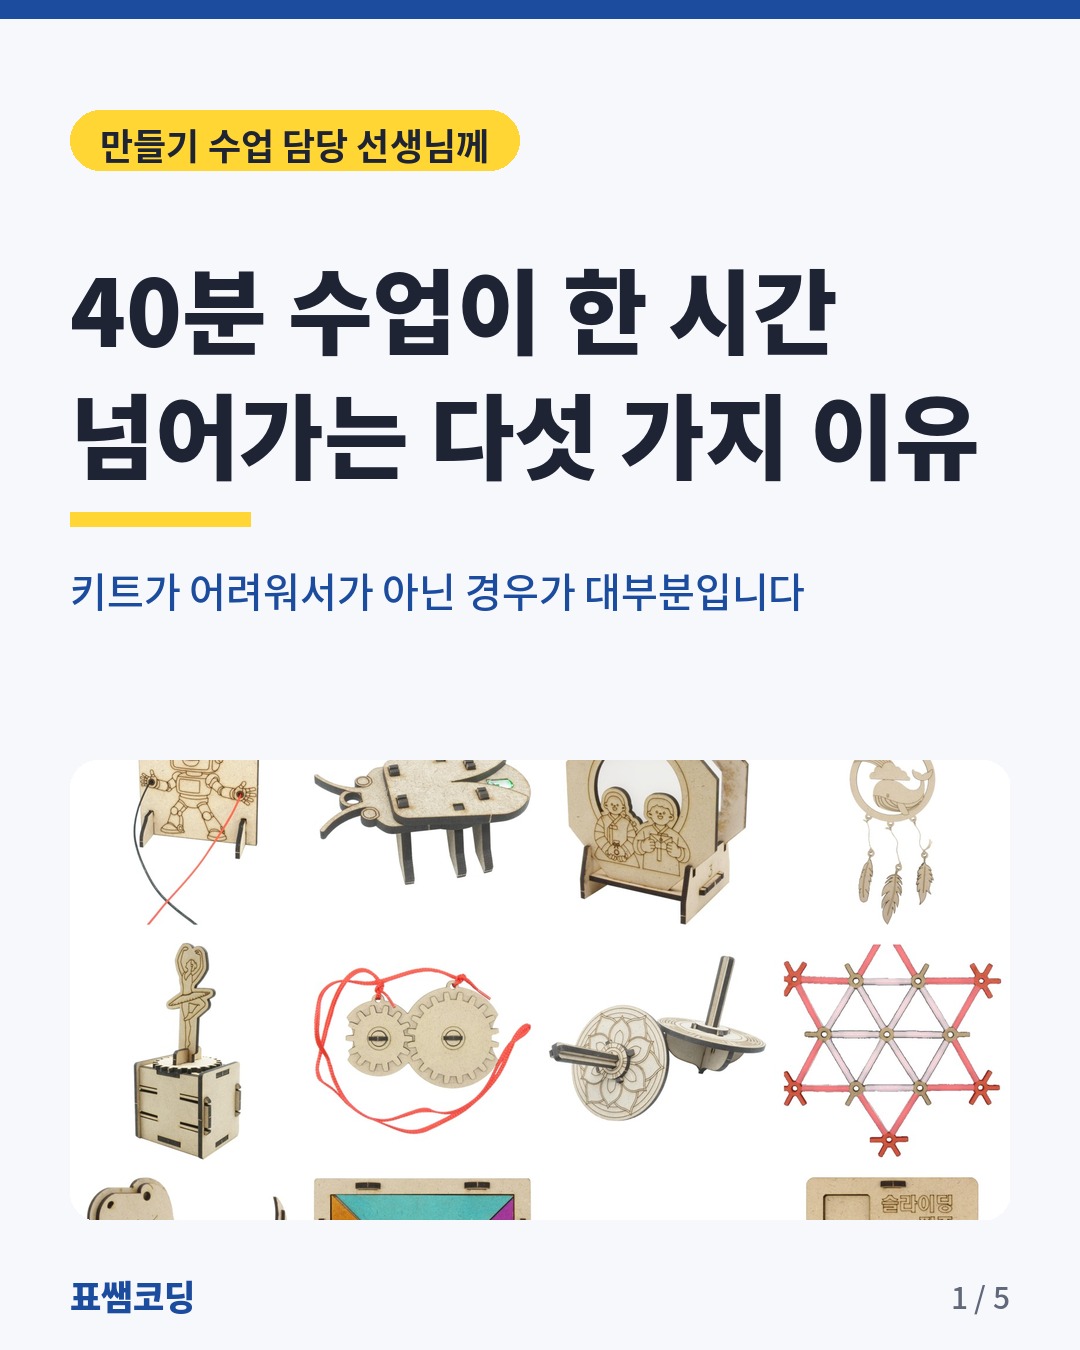 만들기 수업 담당 선생님께
40분 수업이 한 시간
넘어가는 다섯 가지 이유
키트가 어려워서가 아닌 경우가 대부분입니다
슬라이딩
표쌤코딩
1 / 5